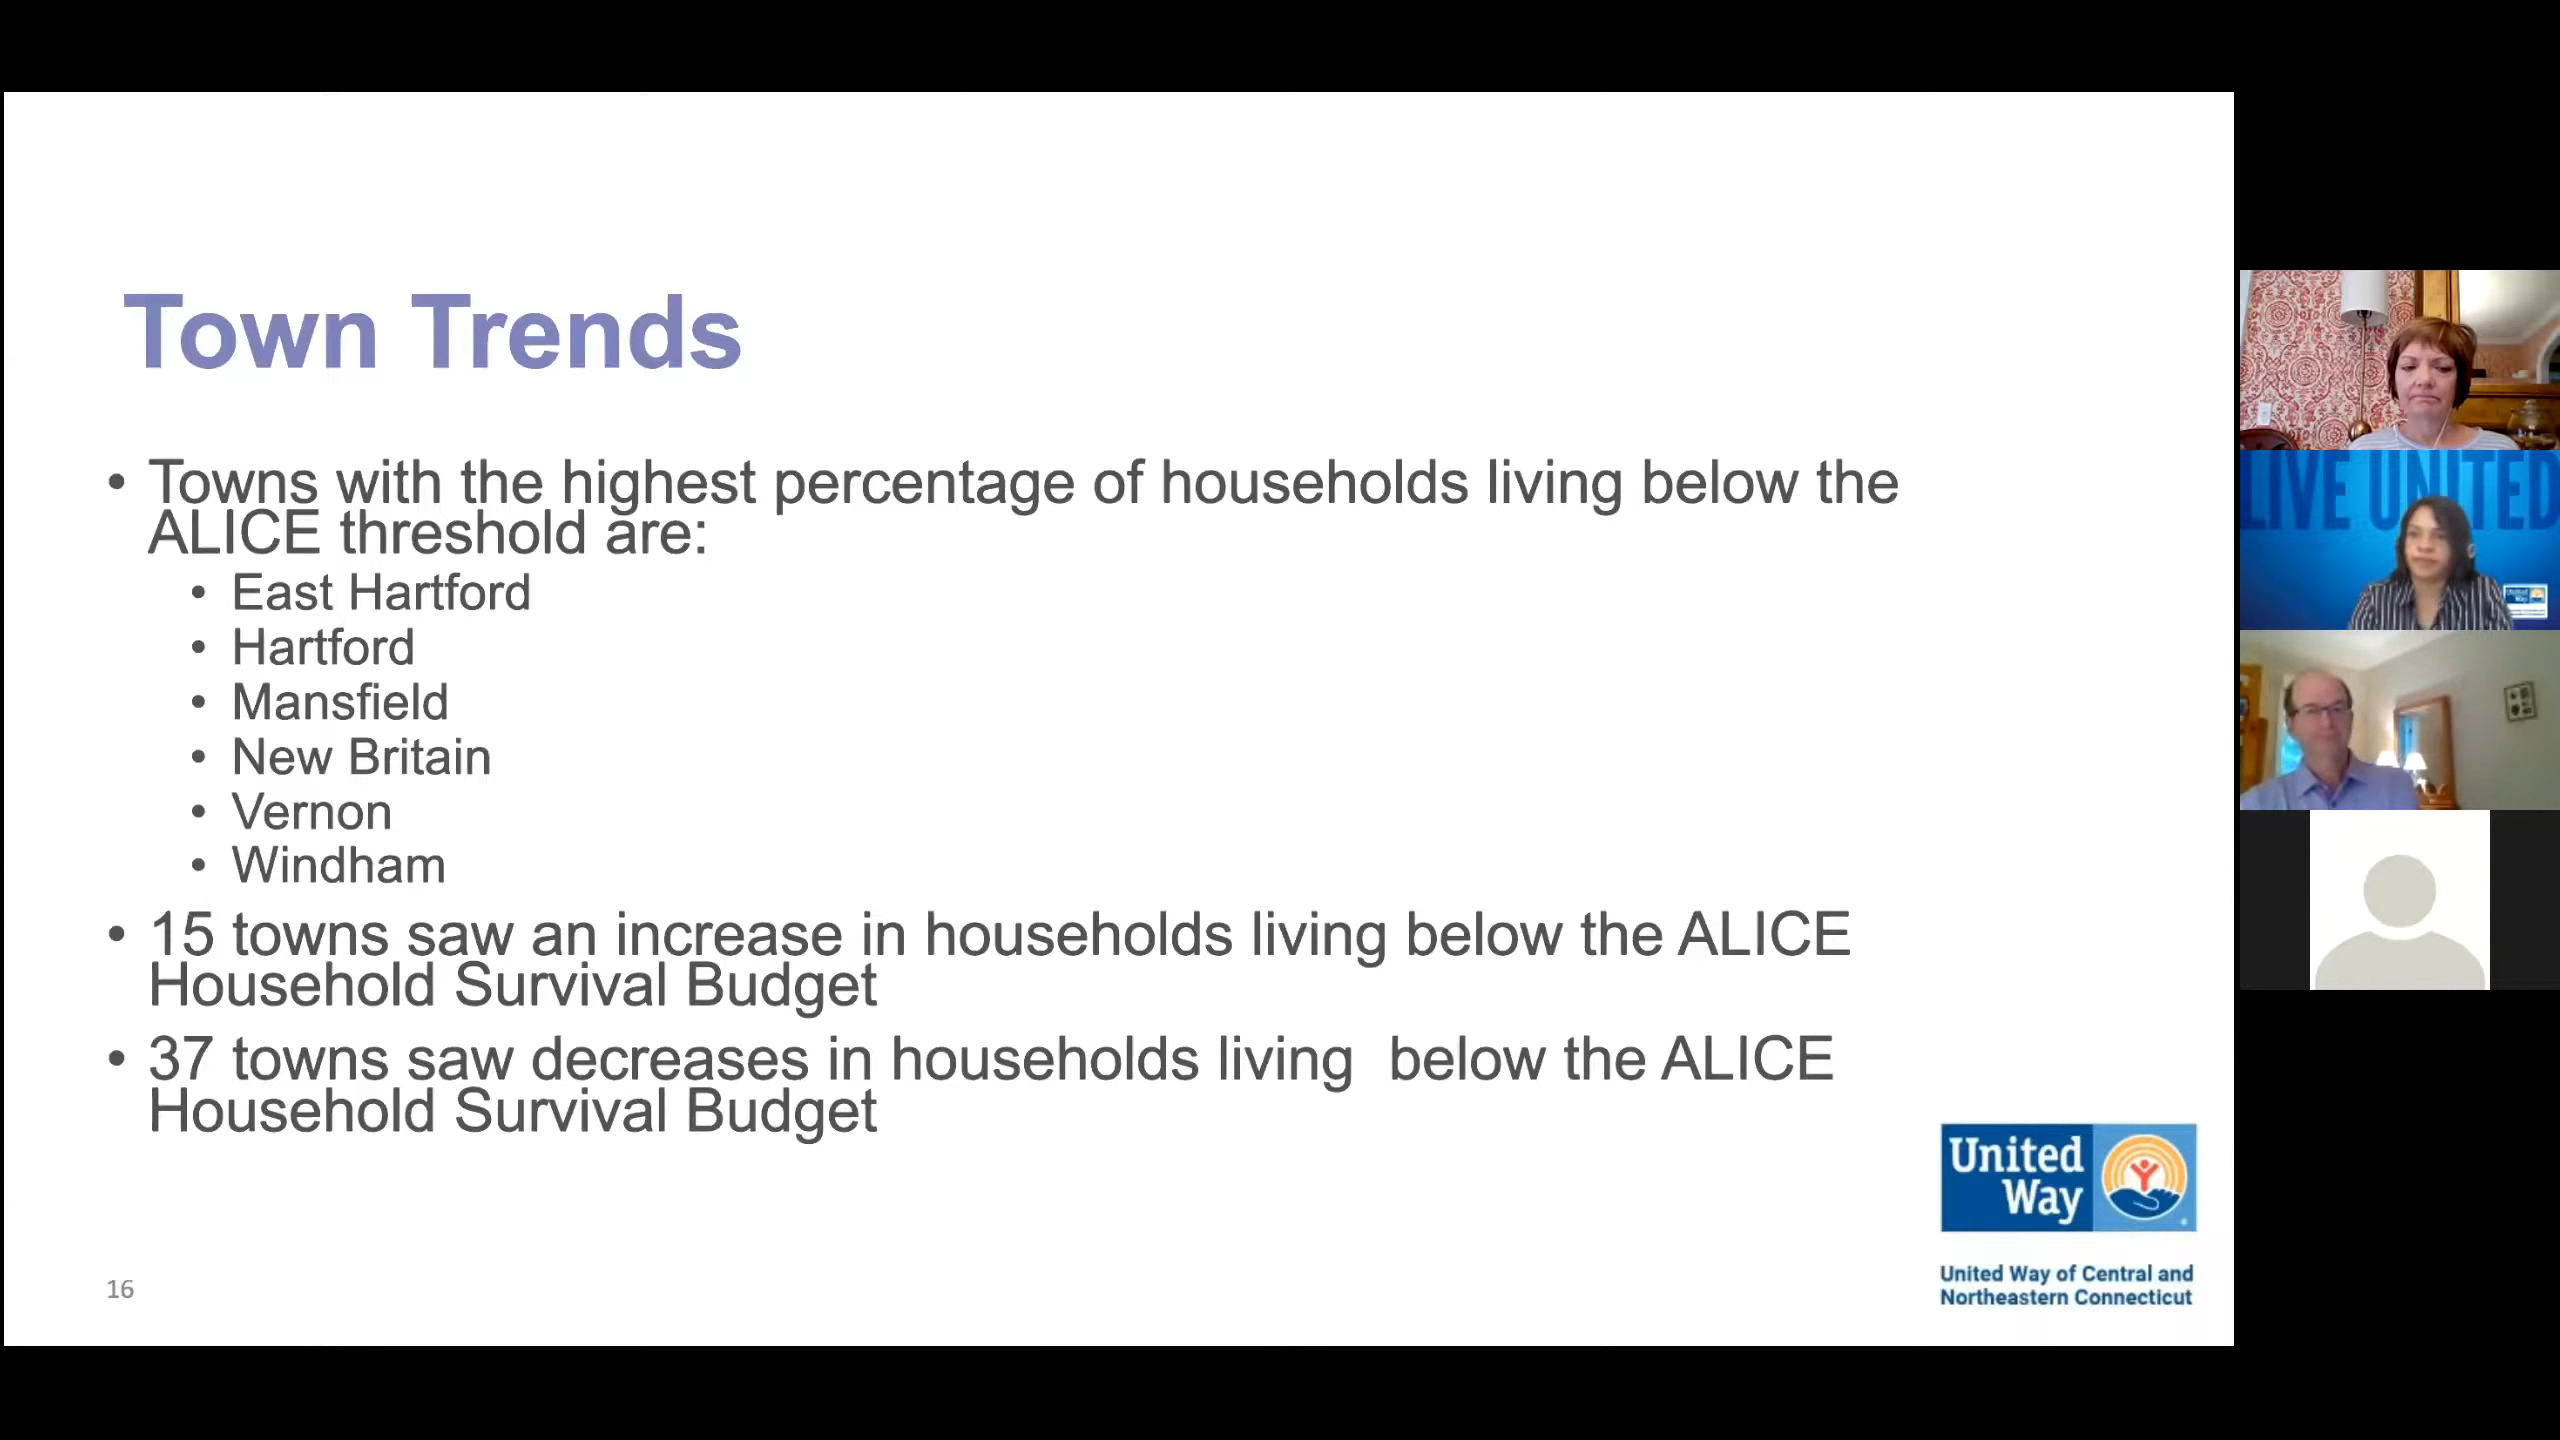 Town Trends
• Towns with the highest percentage of households living below the
ALICE threshold are:
• East Hartford
• Hartford
• Mansfield
• New Britain
• Vernon
• Windham
• 15 towns saw an increase in households living below the ALICE
Household Survival Budget
• 37 towns saw decreases in households living  below the ALICE
Household Survival Budget
United
Way
United Way of Central and
Northeastern Connecticut
16
LIVE UNITED
United
Way